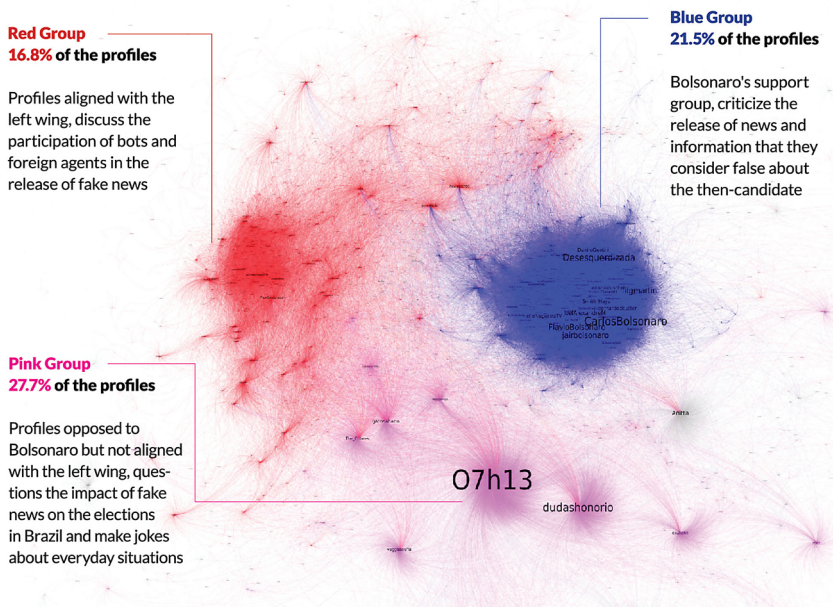 Red Group
16.8% of the profiles
Profiles aligned with the
left wing, discuss the
participation of bots and
foreign agents in the
release of fake news
Blue Group
21.5% of the profiles
Bolsonaro's support
group, criticize the
release of news and
information that they
consider false about
the then-candidate
Desesquerdizada
CarlosBolsonaro
FlavioBolsonaro
jairbolsonaro
Pink Group
27.7% of the profiles
Profiles opposed to
Bolsonaro but not aligned
with the left wing, ques-
tions the impact of fake
news on the elections
in Brazil and make jokes
about everyday situations
O7h13
dudashonorio